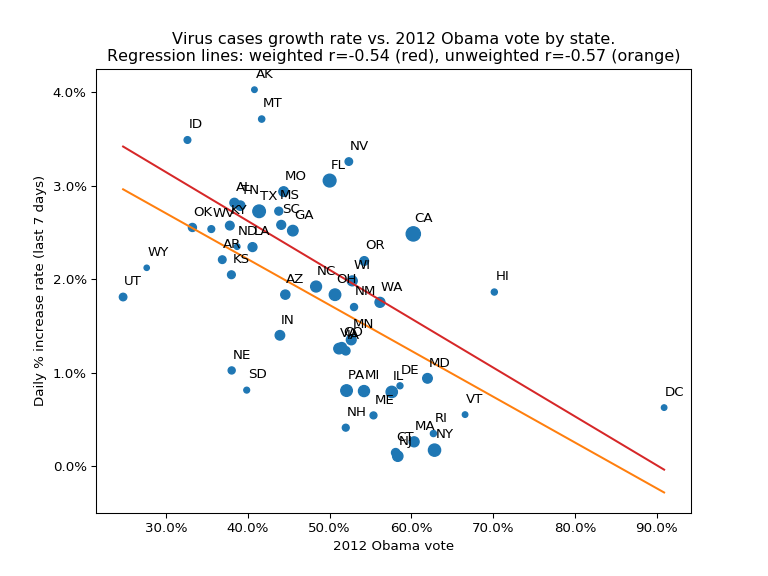 Virus cases growth rate vs. 2012 Obama vote by state.
Regression lines: weighted r=-0.54 (red), unweighted r=-0.57 (orange)
AK
4.0%
MT
ID
NV
FL
MO
3.0%
AL
TN
TX
MS
OK
WV
KY
SC
GA
CA
ND
LA
AR
OR
WY
KS
WI
UT
2.0%
AZ
NC
OH
NM
WA
HI
IN
MN
VA
CO
NE
SD
1.0%
PA
MI
IL
DE
MD
ME
VT
DC
NH
MA
RI
CT
NJ
NY
0.0%
30.0%
40.0%
50.0%
60.0%
70.0%
80.0%
90.0%
2012 Obama vote
Daily % increase rate (last 7 days)